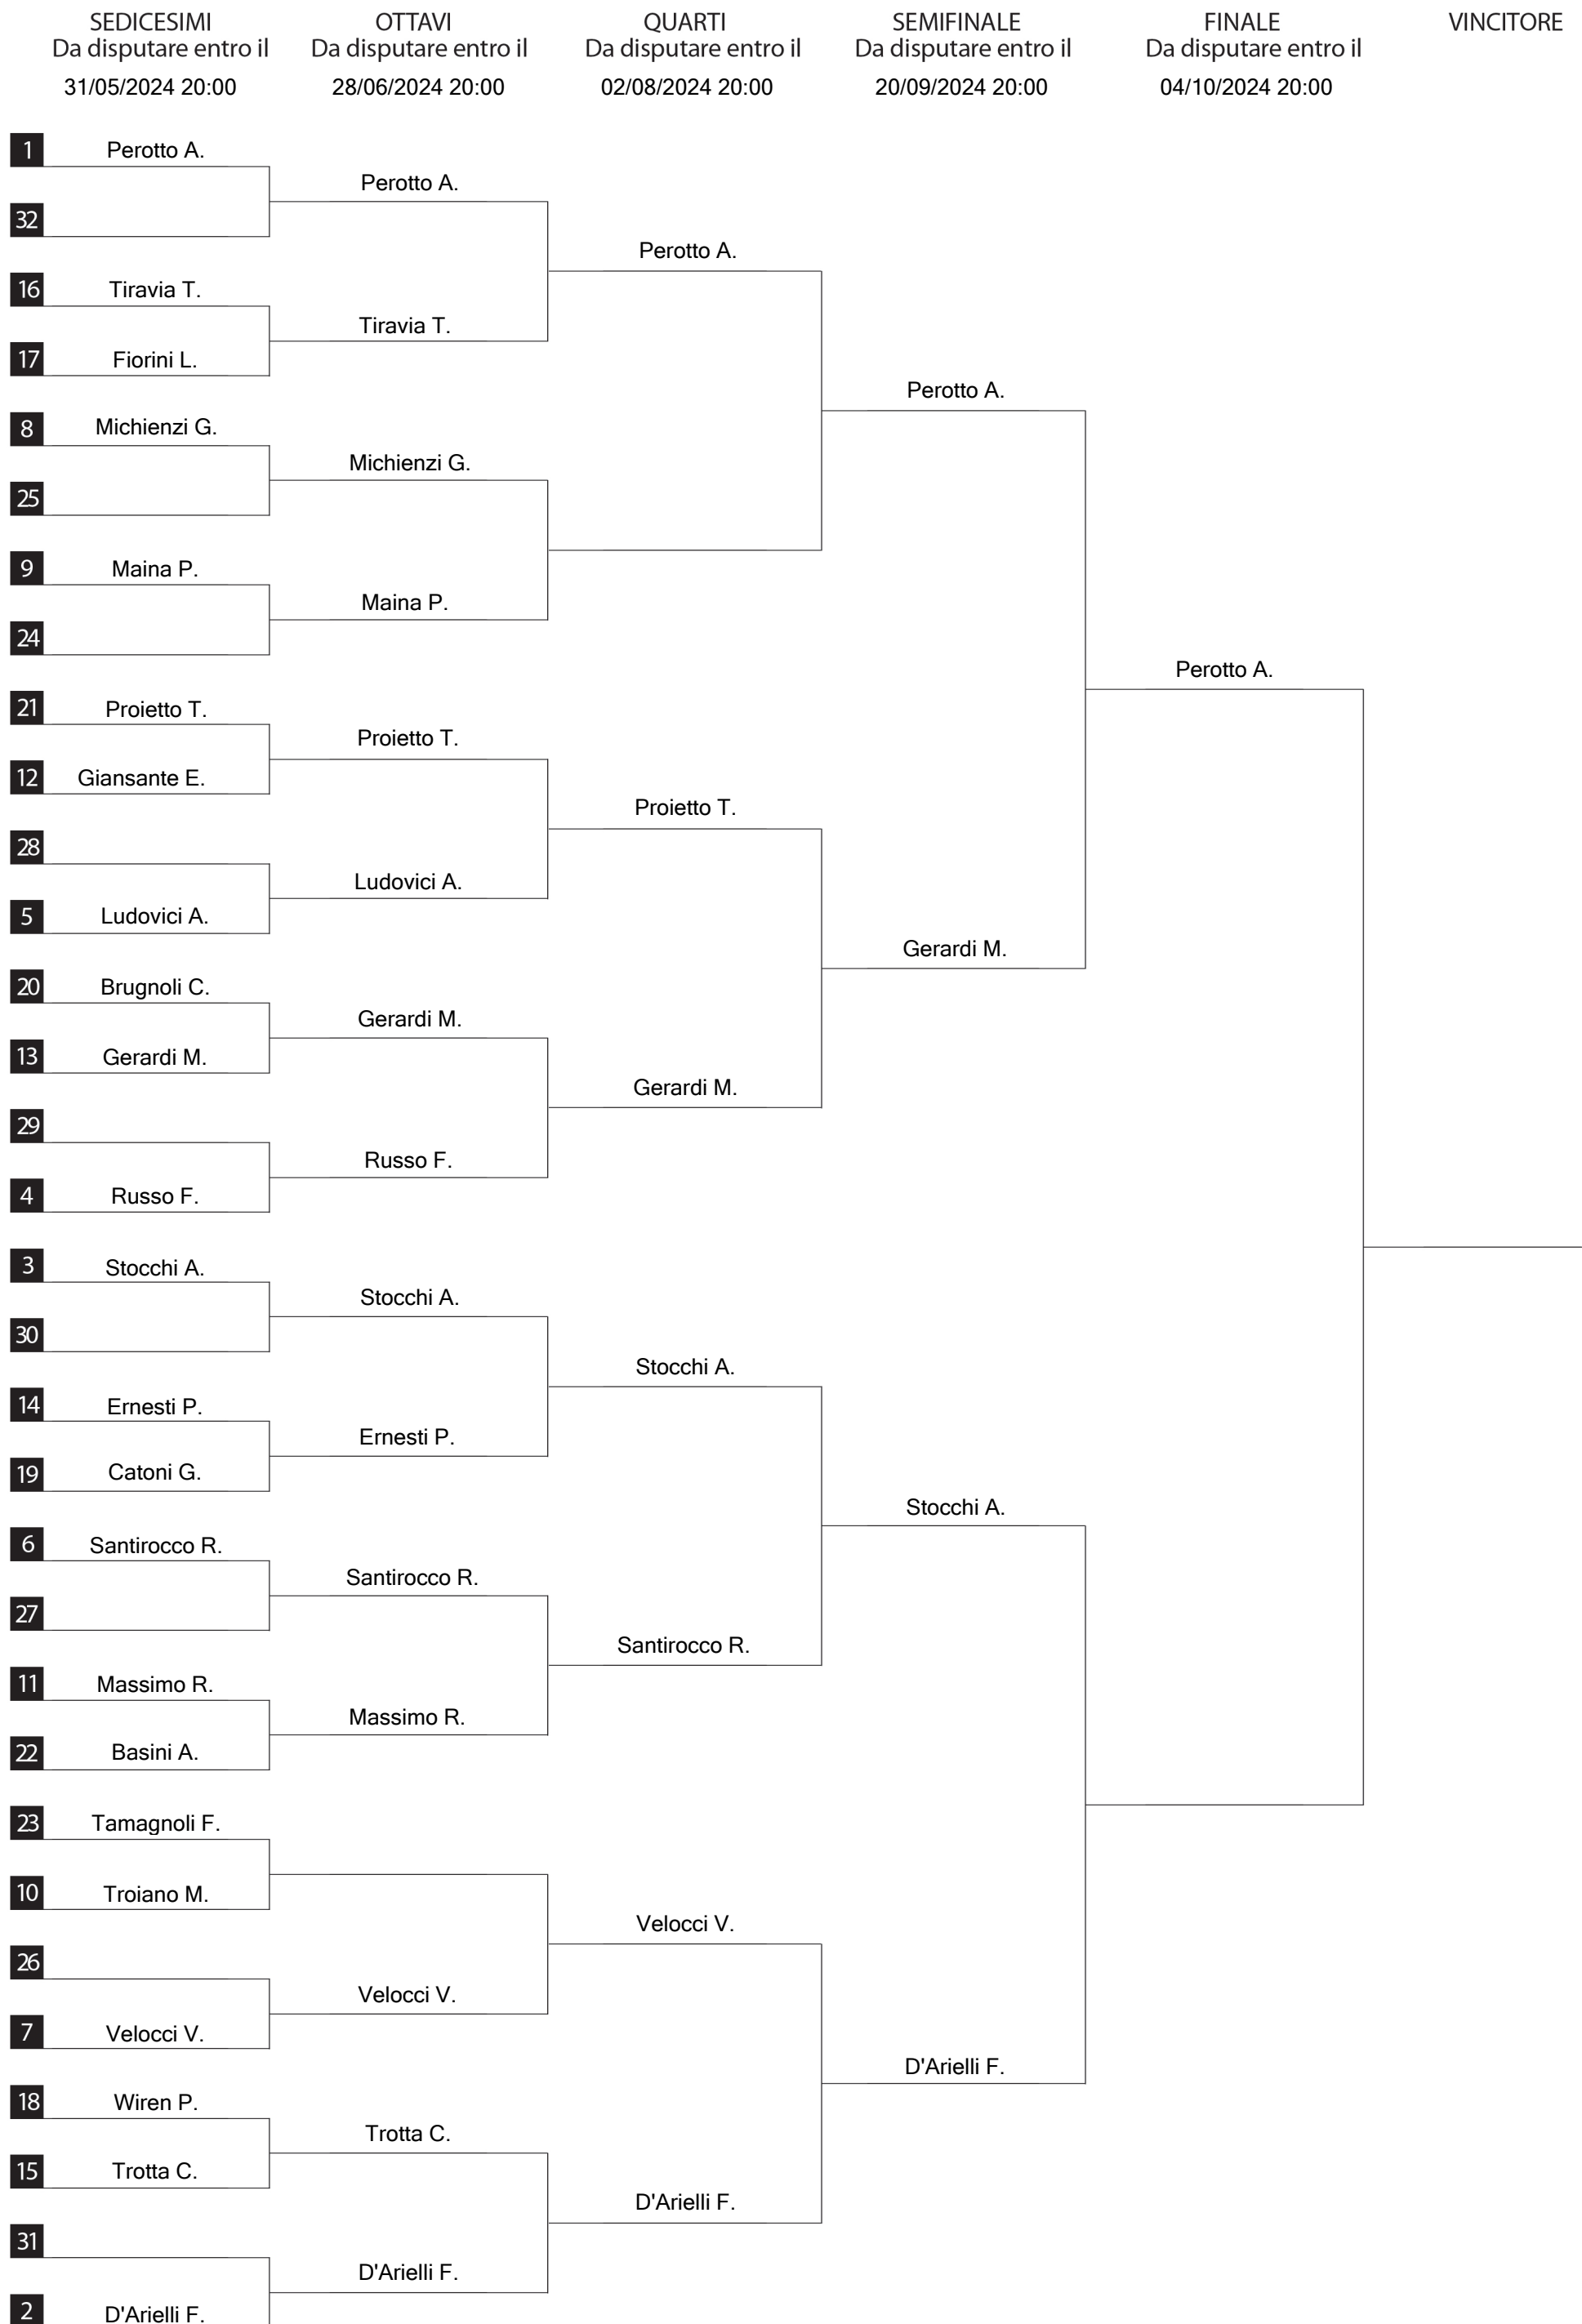 SEDICESIMI
Da disputare entro il
31/05/2024 20:00
OTTAVI
Da disputare entro il
28/06/2024 20:00
QUARTI
Da disputare entro il
02/08/2024 20:00
SEMIFINALE
Da disputare entro il
20/09/2024 20:00
FINALE
Da disputare entro il
04/10/2024 20:00
VINCITORE
1 Perotto A.
32
16 Tiravia T.
17 Fiorini L.
8 Michienzi G.
25
9 Maina P.
24
21 Proietto T.
12 Giansante E.
28
5 Ludovici A.
20 Brugnoli C.
13 Gerardi M.
29
4 Russo F.
3 Stocchi A.
30
14 Ernesti P.
19 Catoni G.
6 Santirocco R.
27
11 Massimo R.
22 Basini A.
23 Tamagnoli F.
10 Troiano M.
26
7 Velocci V.
18 Wiren P.
15 Trotta C.
31
2 D'Arielli F.
Perotto A.
Tiravia T.
Michienzi G.
Maina P.
Proietto T.
Ludovici A.
Gerardi M.
Russo F.
Stocchi A.
Ernesti P.
Santirocco R.
Massimo R.
Velocci V.
Trotta C.
D'Arielli F.
Perotto A.
Proietto T.
Gerardi M.
Stocchi A.
Santirocco R.
Velocci V.
D'Arielli F.
Perotto A.
Gerardi M.
Stocchi A.
D'Arielli F.
Perotto A.